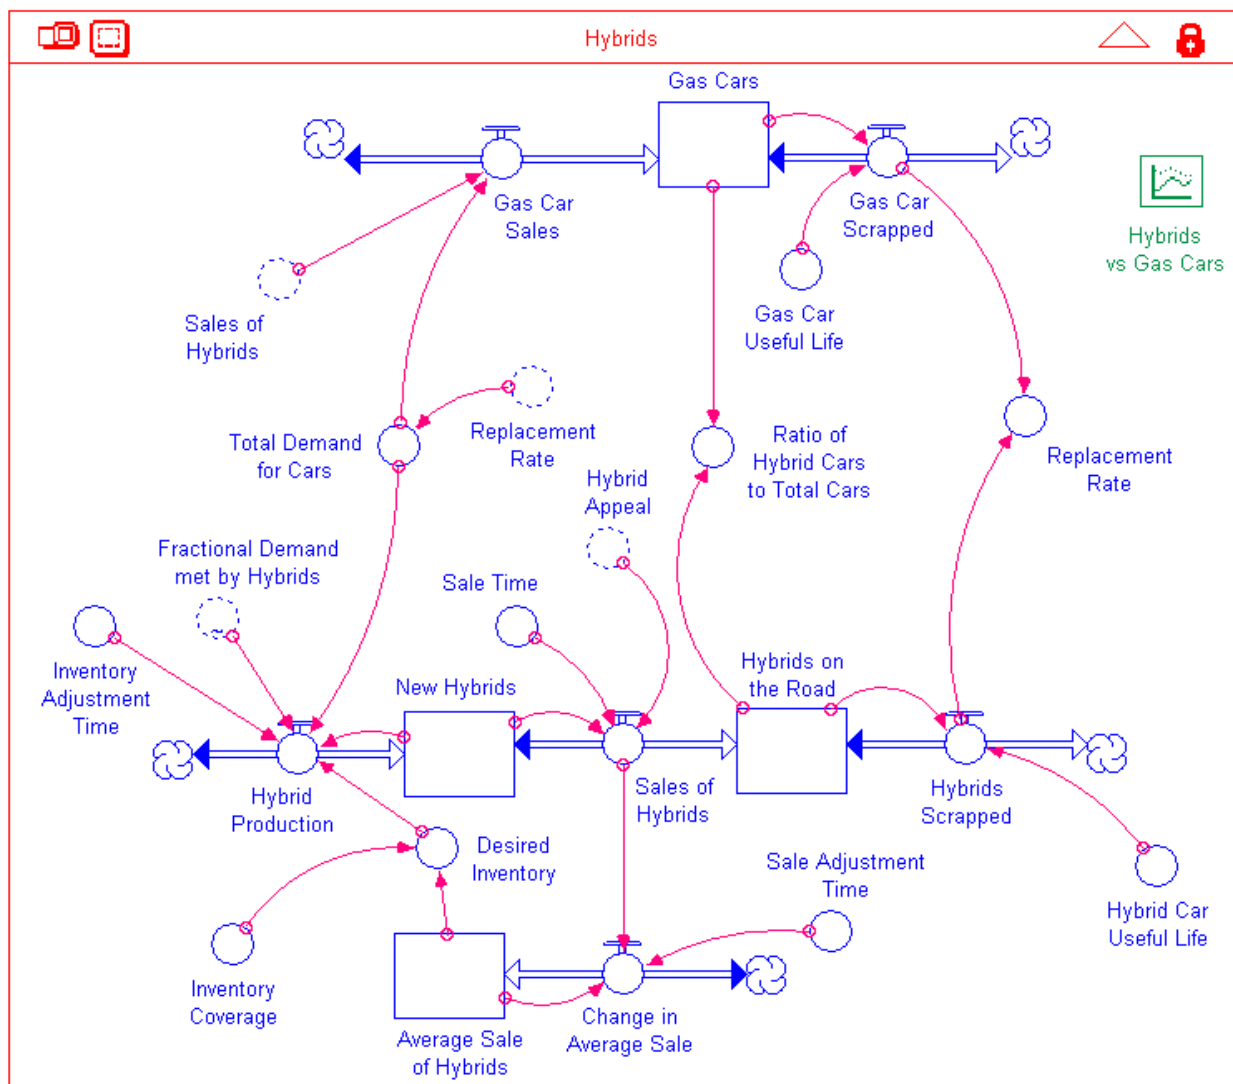 Hybrids
Gas Cars
Gas Car
Sales
Gas Car
Scrapped
Hybrids
vs Gas Cars
Sales of
Hybrids
Gas Car
Useful Life
Total Demand
for Cars
Replacement
Rate
Ratio of
Hybrid Cars
to Total Cars
Replacement
Rate
Hybrid
Appeal
Fractional Demand
met by Hybrids
Sale Time
Inventory
Adjustment
Time
New Hybrids
Hybrids on
the Road
Hybrid
Production
Sales of
Hybrids
Hybrids
Scrapped
Desired
Inventory
Sale Adjustment
Time
Hybrid Car
Useful Life
Inventory
Coverage
Average Sale
of Hybrids
Change in
Average Sale